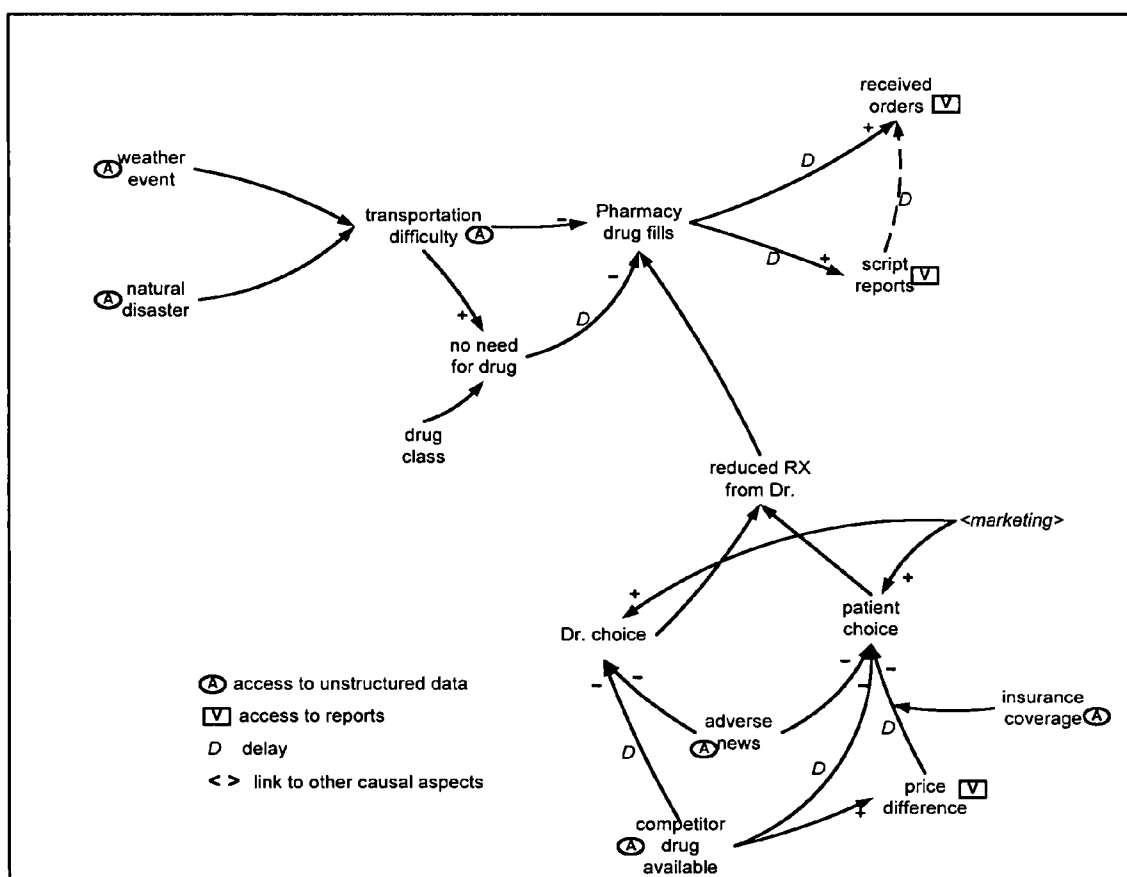 received
orders V
+
D
A weather
event
D
transportation
difficulty A
-
Pharmacy
drug fills
D
+
script
reports V
A natural
disaster
+
-
D
no need
for drug
drug
class
reduced RX
from Dr.
<marketing>
+
+
patient
choice
Dr. choice
- -
- - -
A access to unstructured data
V access to reports
D delay
< > link to other causal aspects
adverse
A news
insurance
coverage A
D
D
D
price
difference V
+
competitor
A drug
available